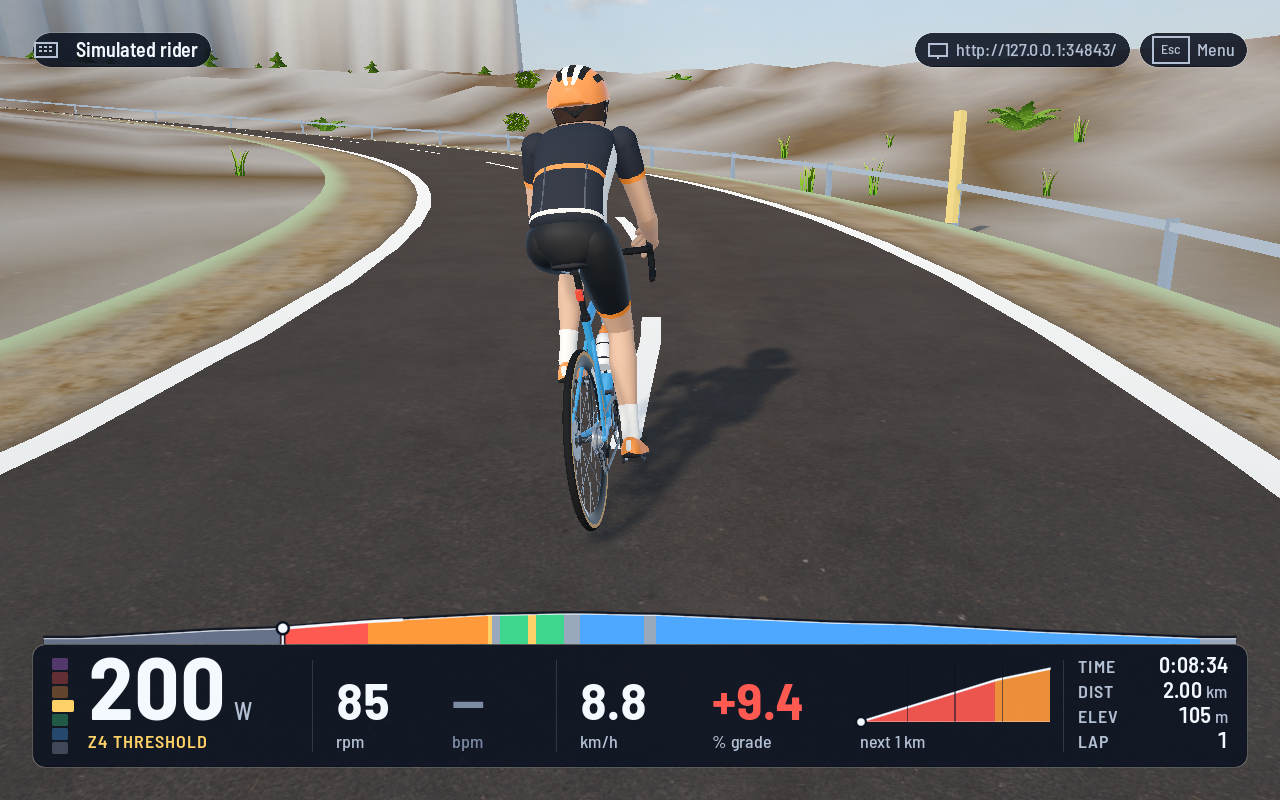 Simulated rider
http://127.0.0.1:34843/
Esc Menu
200 W
Z4 THRESHOLD
85
rpm
—
bpm
8.8
km/h
+9.4
% grade
next 1 km
TIME 0:08:34
DIST 2.00 km
ELEV 105 m
LAP 1